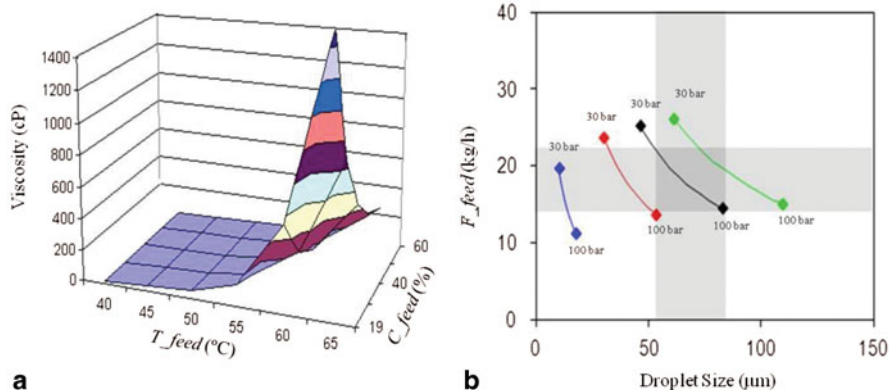 1400
1200
1000
800
600
400
200
0
Viscosity (cP)
40
45
50
55
60
65
T_feed (ºC)
19
40
60
C_feed (%)
a
40
30
20
10
0
F_feed (kg/h)
30 bar
30 bar
30 bar
30 bar
100 bar
100 bar
100 bar
100 bar
0
50
100
150
Droplet Size (µm)
b